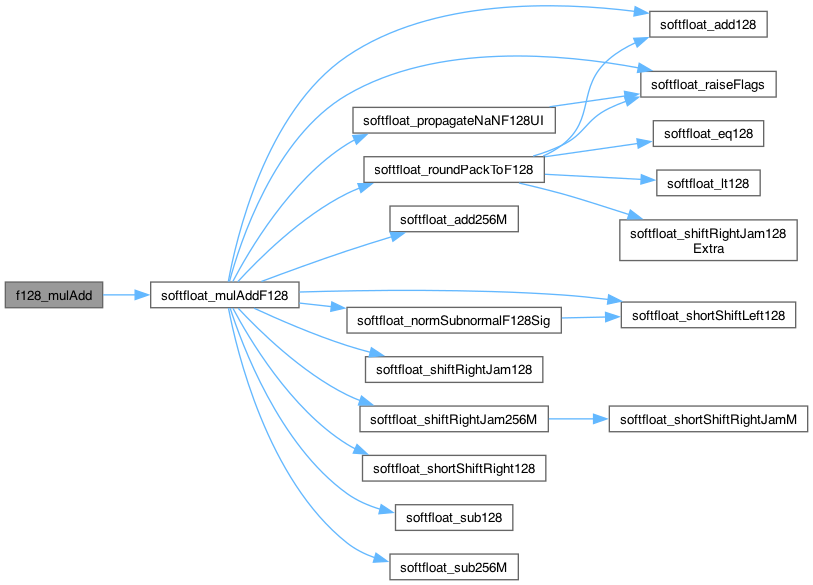 softfloat_add128
softfloat_raiseFlags
softfloat_propagateNaNF128UI
softfloat_eq128
softfloat_roundPackToF128
softfloat_lt128
softfloat_add256M
softfloat_shiftRightJam128
Extra
f128_mulAdd
softfloat_mulAddF128
softfloat_shortShiftLeft128
softfloat_normSubnormalF128Sig
softfloat_shiftRightJam128
softfloat_shiftRightJam256M
softfloat_shortShiftRightJamM
softfloat_shortShiftRight128
softfloat_sub128
softfloat_sub256M